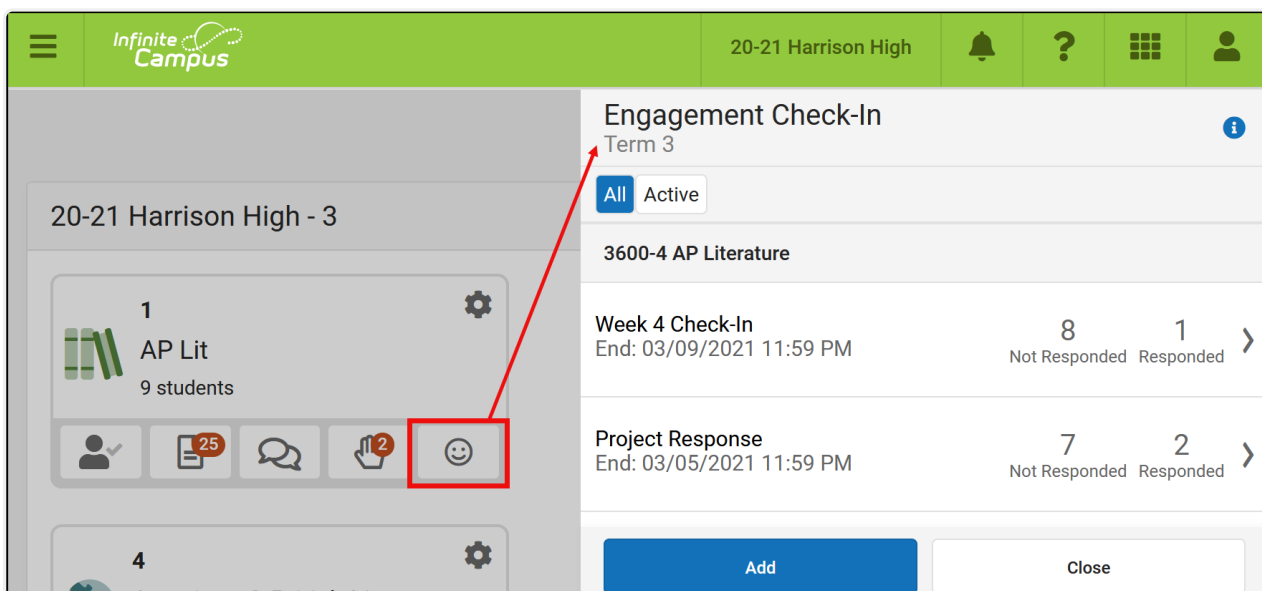 Infinite
Campus
20-21 Harrison High
?
Engagement Check-In
Term 3
i
All Active
20-21 Harrison High - 3
3600-4 AP Literature
1
AP Lit
9 students
25
2
Week 4 Check-In
End: 03/09/2021 11:59 PM
8 1
Not Responded Responded
Project Response
End: 03/05/2021 11:59 PM
7 2
Not Responded Responded
4
Add Close